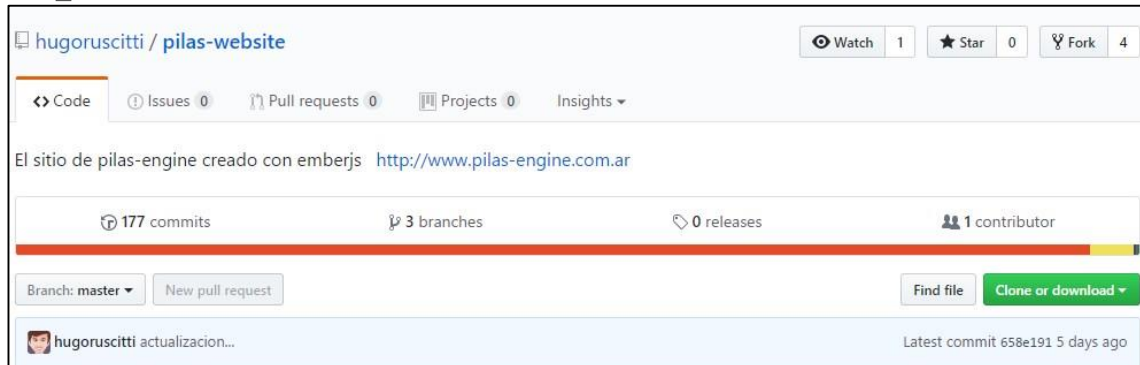 hugoruscitti / pilas-website Watch 1 Star 0 Fork 4
Code Issues 0 Pull requests 0 Projects 0 Insights
El sitio de pilas-engine creado con emberjs http://www.pilas-engine.com.ar
177 commits 3 branches 0 releases 1 contributor
Branch: master New pull request Find file Clone or download
hugoruscitti actualizacion... Latest commit 658e191 5 days ago